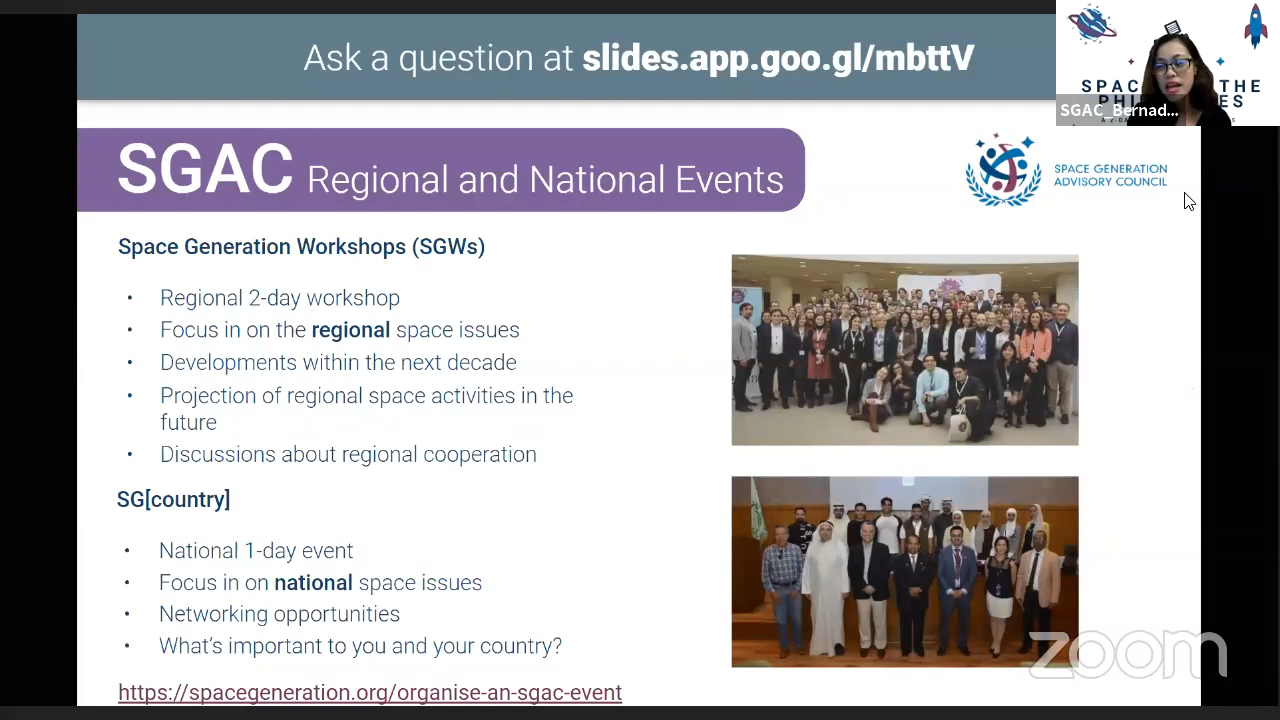 Ask a question at slides.app.goo.gl/mbttV
SPAC THE
PHI ES
SGAC_Bernad...
SGAC Regional and National Events
SPACE GENERATION
ADVISORY COUNCIL
Space Generation Workshops (SGWs)
• Regional 2-day workshop
• Focus in on the regional space issues
• Developments within the next decade
• Projection of regional space activities in the
future
• Discussions about regional cooperation
SG[country]
• National 1-day event
• Focus in on national space issues
• Networking opportunities
• What's important to you and your country?
https://spacegeneration.org/organise-an-sgac-event
zoom